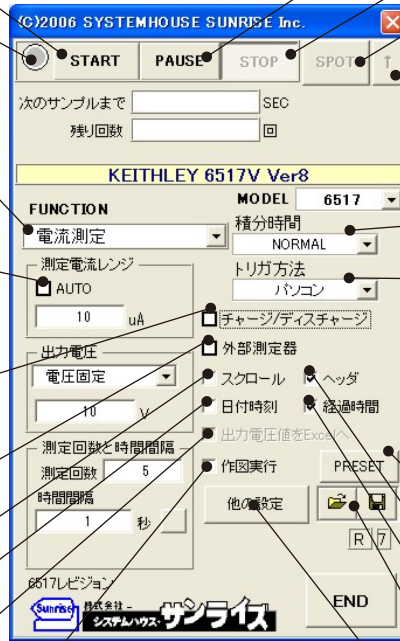 (C)2006 SYSTEMHOUSE SUNRISE Inc.
START PAUSE STOP SPOT ↑
次のサンプルまで SEC
残り回数 回
KEITHLEY 6517V Ver8
MODEL 6517
FUNCTION
電流測定
積分時間
NORMAL
測定電流レンジ
AUTO
10 uA
トリガ方法
パソコン
チャージ/ディスチャージ
出力電圧
電圧固定
10 V
外部測定器
スクロール ヘッダ
日付時刻 経過時間
出力電圧値をExcelへ
測定回数と時間間隔
測定回数 5
時間間隔
1 秒
作図実行 PRESET
他の設定
R 7
6517レビジョン
Sunrise 株式会社
システムハウス・サンライズ
END